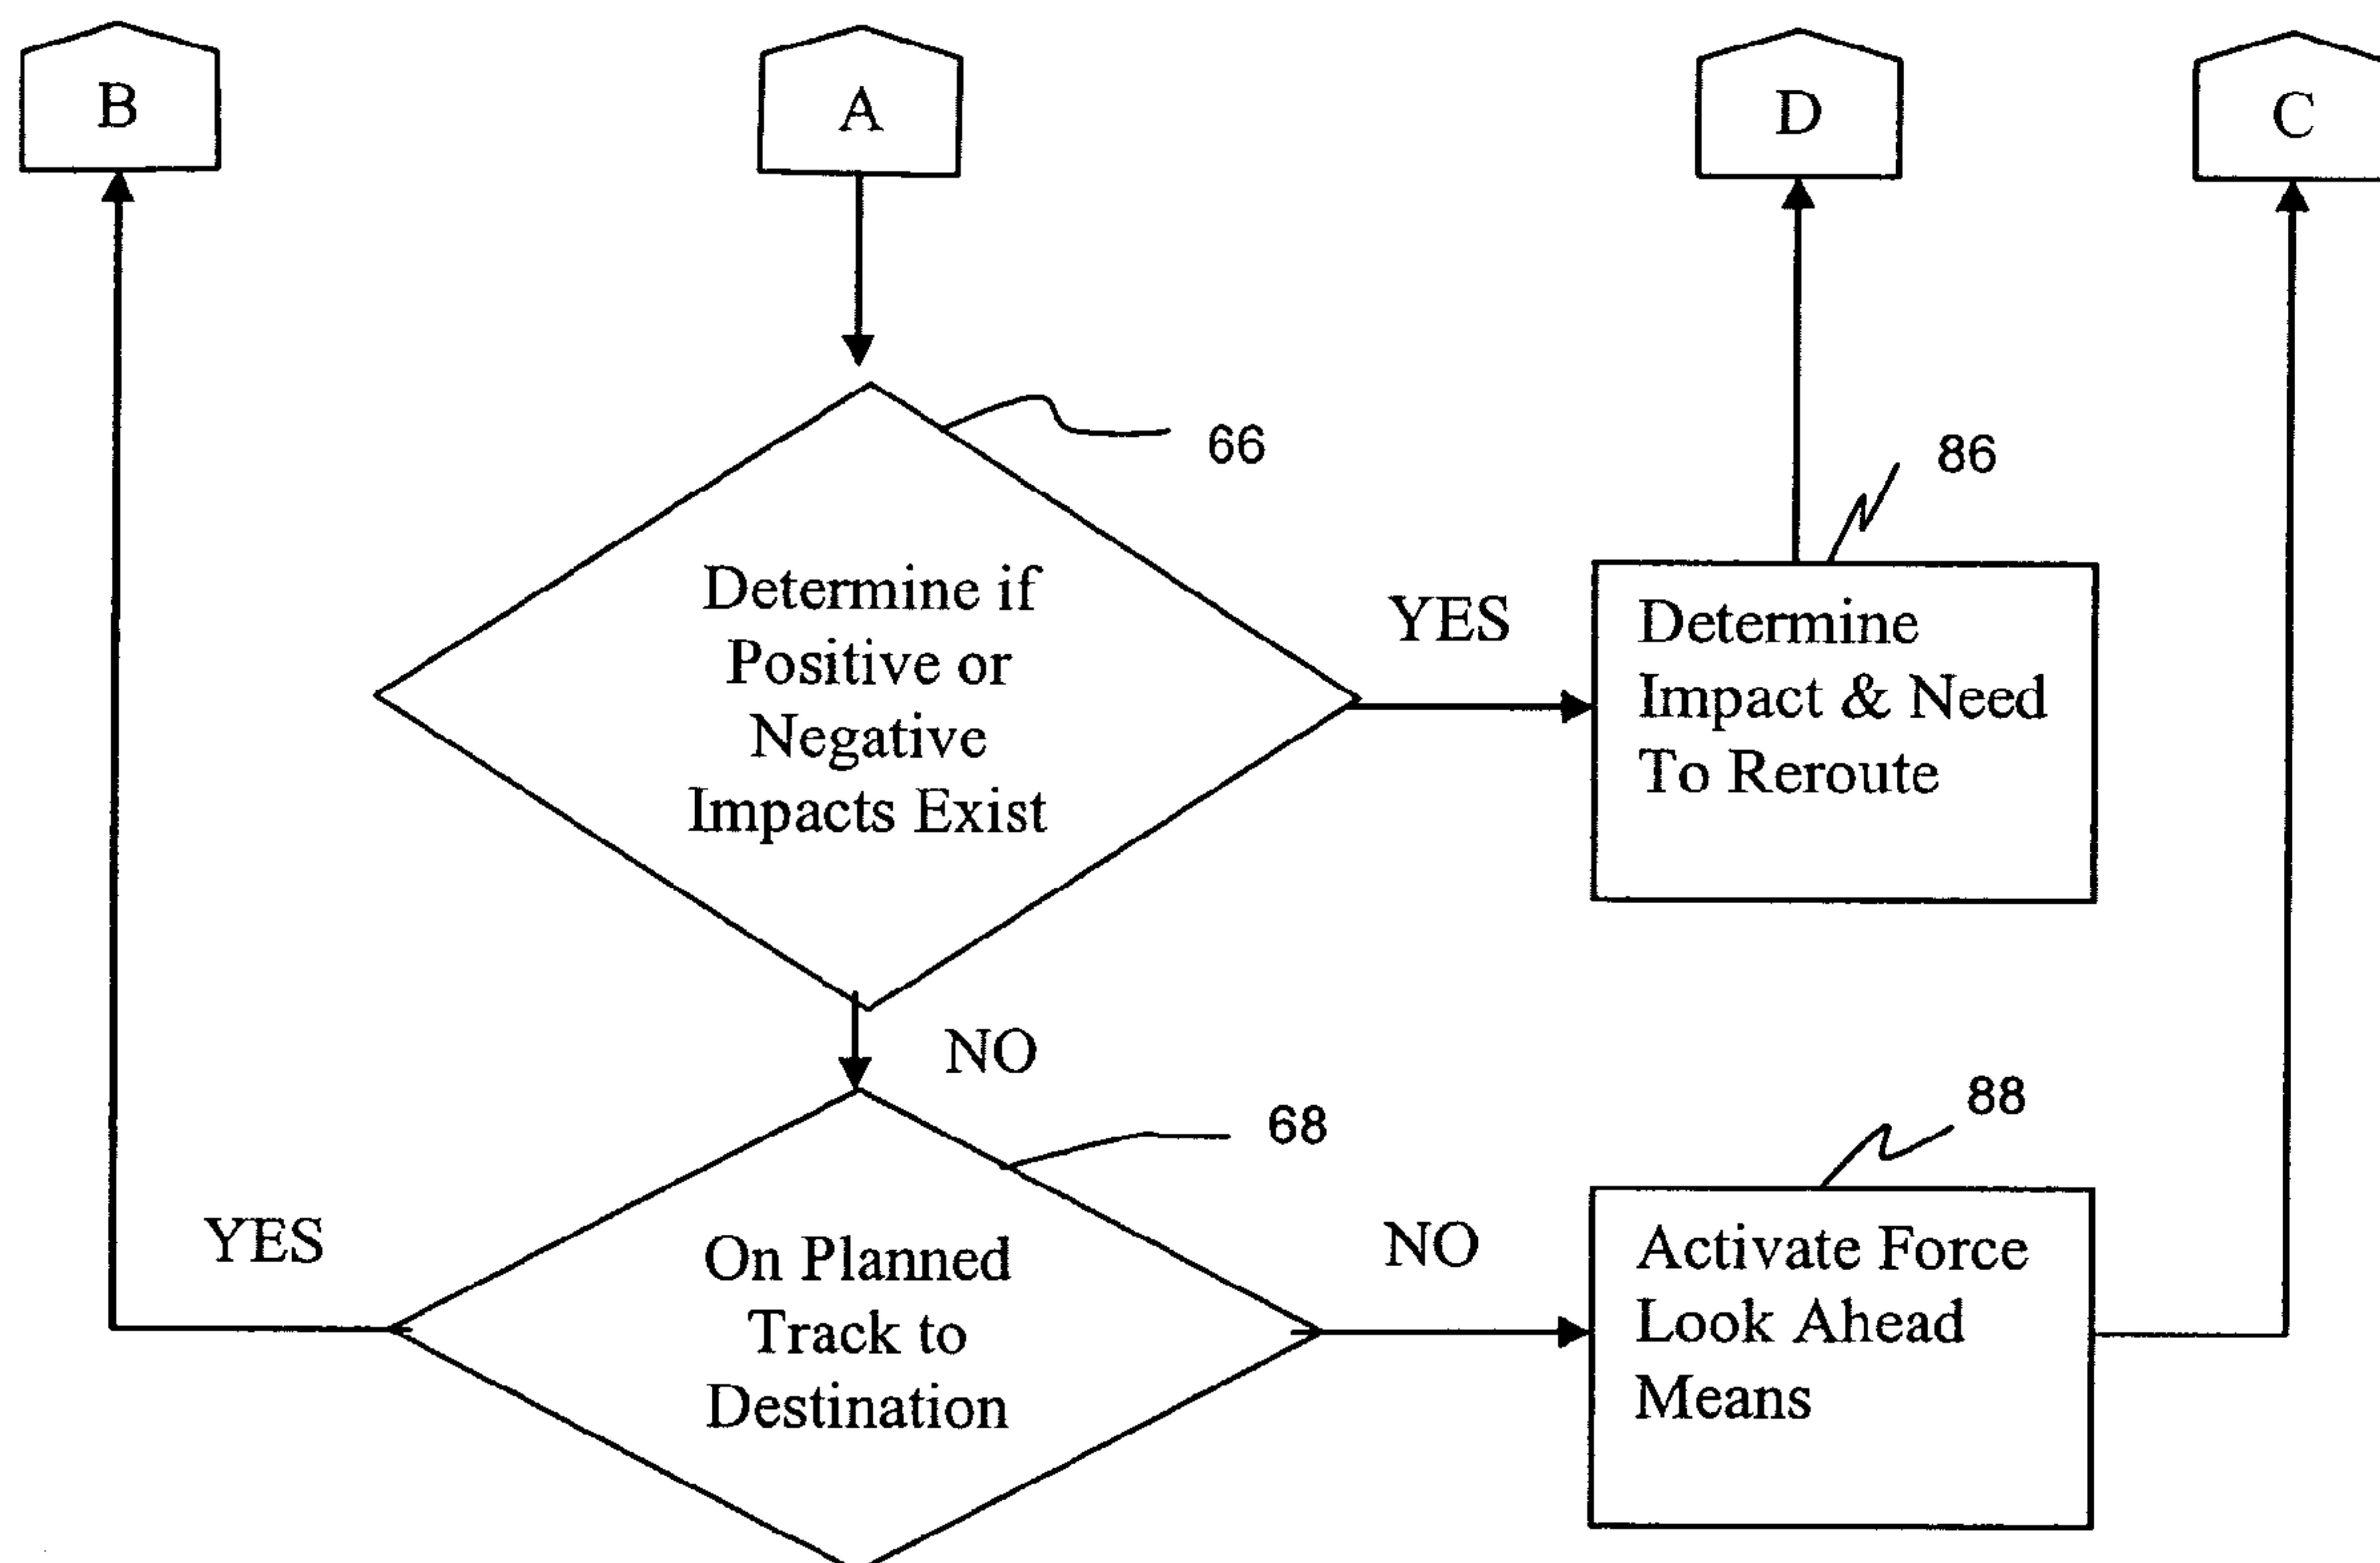 B
A
D
C
66
86
Determine if
Positive or
Negative
Impacts Exist
YES
Determine
Impact & Need
To Reroute
NO
68
88
YES
On Planned
Track to
Destination
NO
Activate Force
Look Ahead
Means